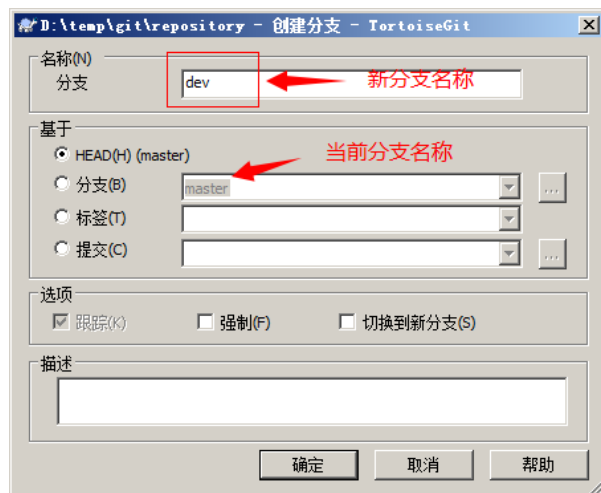 D:\temp\git\repository - 创建分支 - TortoiseGit
名称(N)
分支
dev
新分支名称
基于
HEAD(H) (master)
当前分支名称
分支(B)
master
...
标签(T)
提交(C)
...
选项
跟踪(K)
强制(F)
切换到新分支(S)
描述
确定
取消
帮助